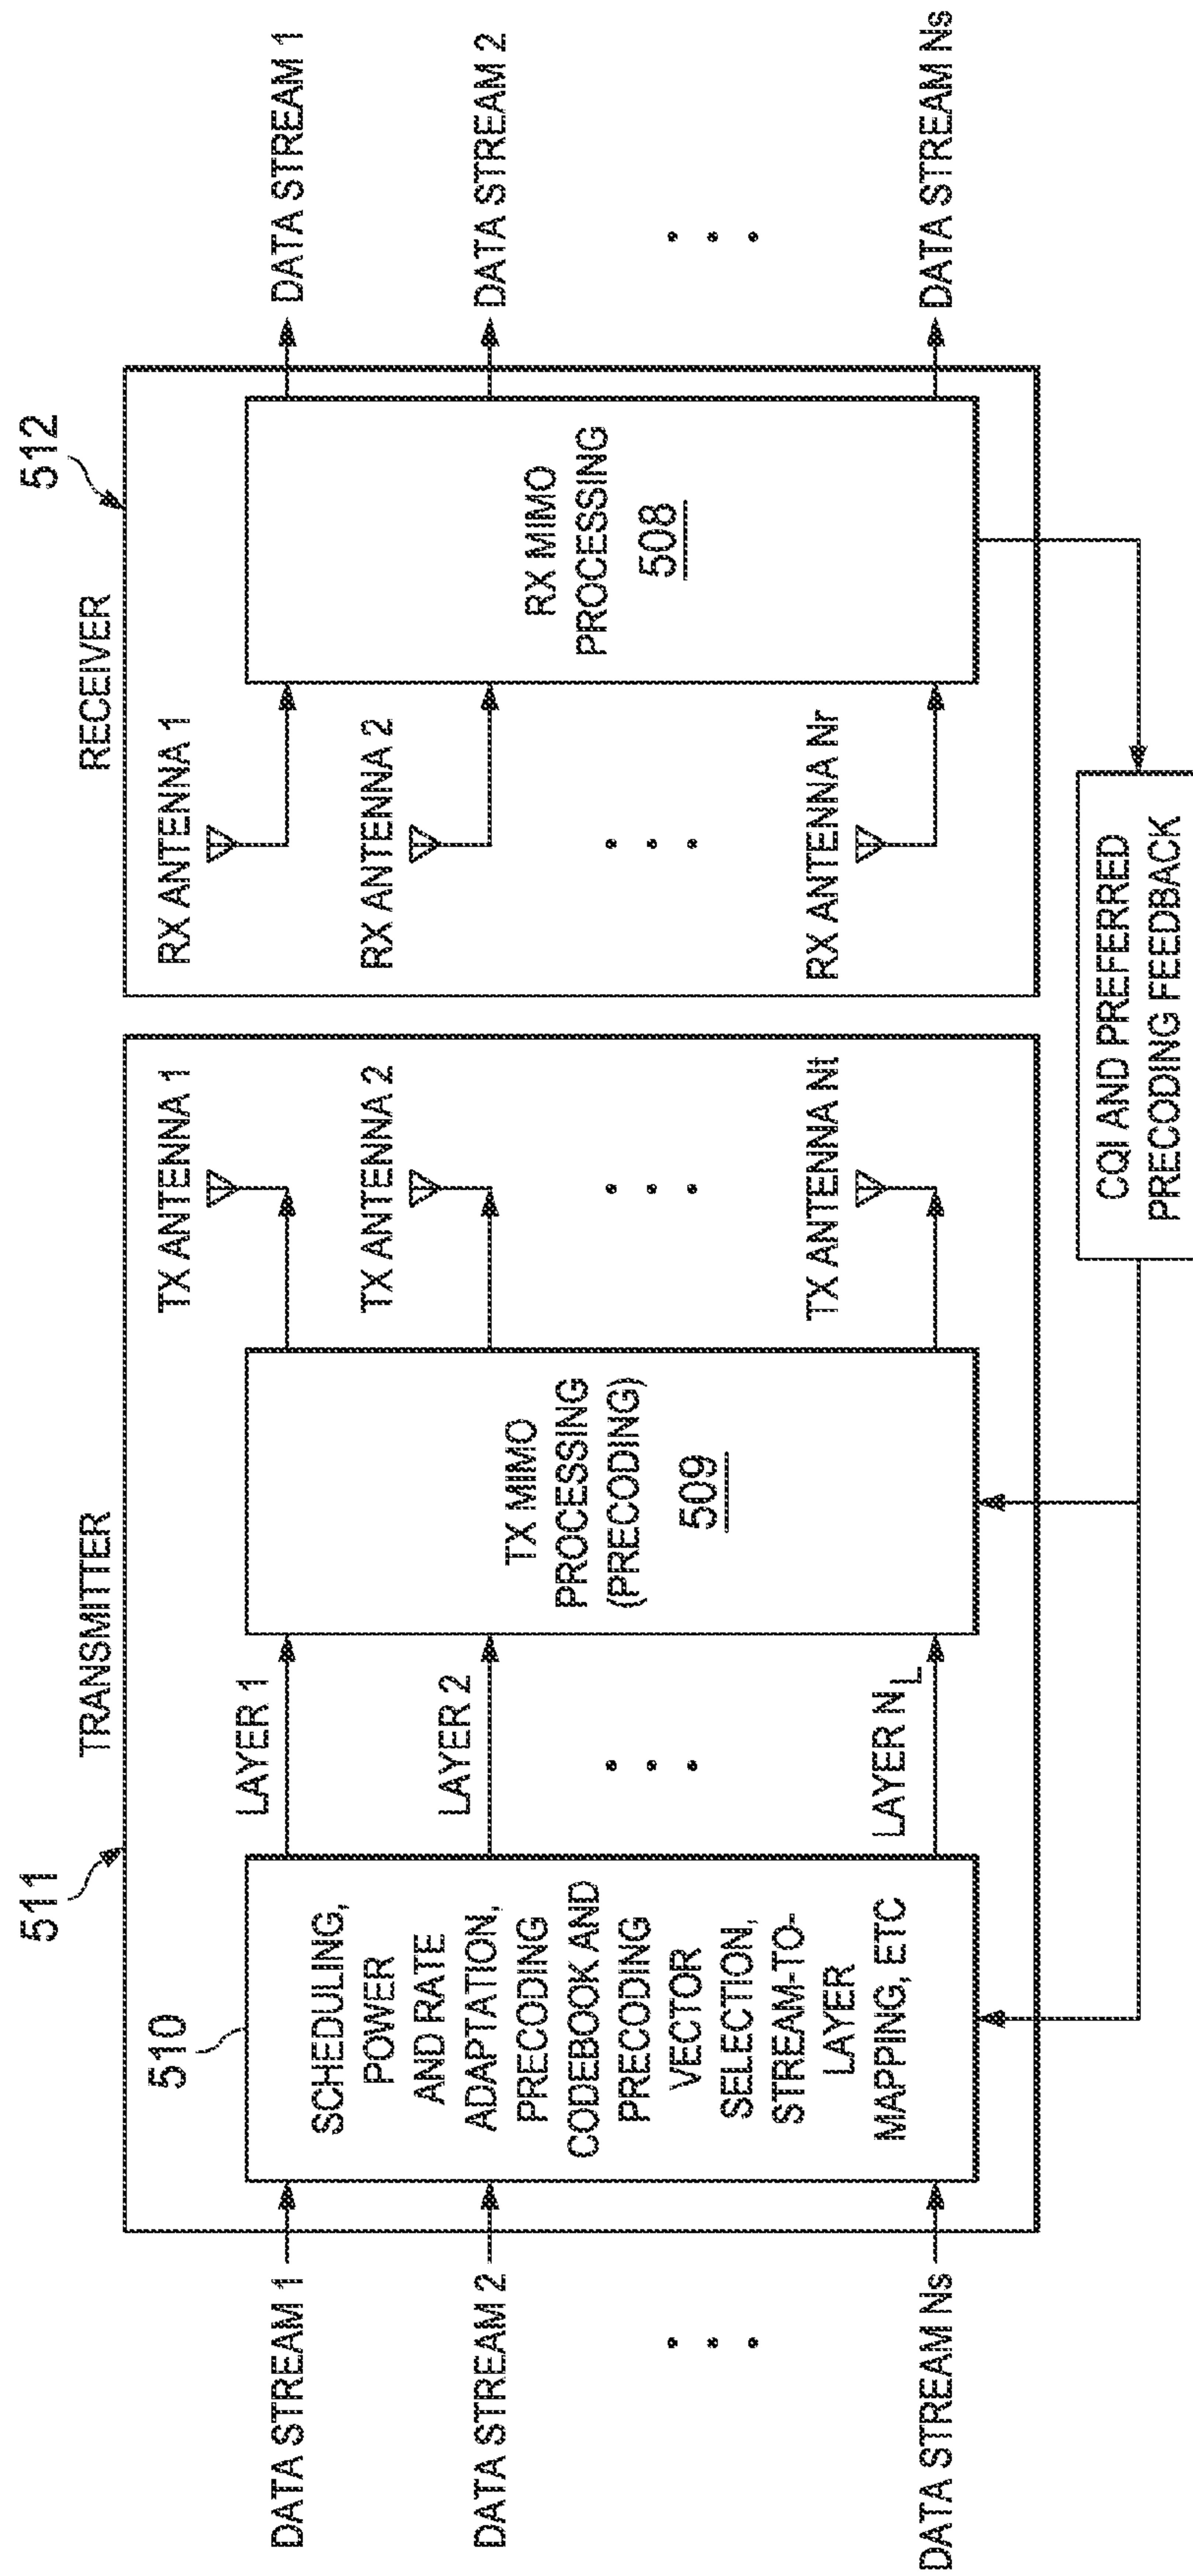 511
TRANSMITTER
DATA STREAM 1
DATA STREAM 2
DATA STREAM Ns
510
SCHEDULING,
POWER
AND RATE
ADAPTATION,
PRECODING
CODEBOOK AND
PRECODING
VECTOR
SELECTION,
STREAM-TO-
LAYER
MAPPING, ETC
LAYER 1
LAYER 2
LAYER NL
TX MIMO
PROCESSING
(PRECODING)
509
TX ANTENNA 1
TX ANTENNA 2
TX ANTENNA Nt
512
RECEIVER
RX ANTENNA 1
RX ANTENNA 2
RX ANTENNA Nr
RX MIMO
PROCESSING
508
DATA STREAM 1
DATA STREAM 2
DATA STREAM Ns
CQI AND PREFERRED
PRECODING FEEDBACK